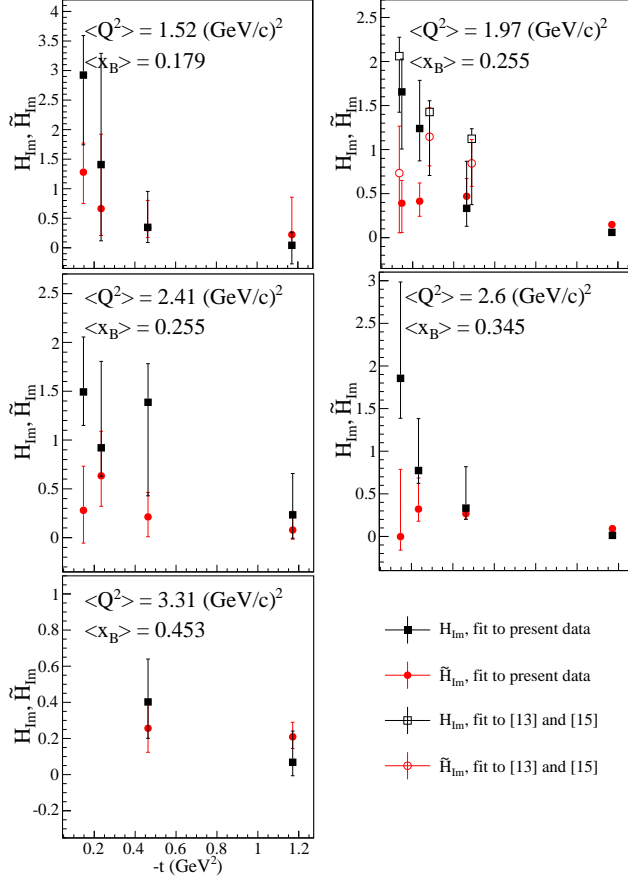 <Q²> = 1.52 (GeV/c)²
<x_B> = 0.179
H_Im, H̃_Im
4
3.5
3
2.5
2
1.5
1
0.5
0
<Q²> = 1.97 (GeV/c)²
<x_B> = 0.255
H_Im, H̃_Im
2.5
2
1.5
1
0.5
0
<Q²> = 2.41 (GeV/c)²
<x_B> = 0.255
H_Im, H̃_Im
2.5
2
1.5
1
0.5
0
<Q²> = 2.6 (GeV/c)²
<x_B> = 0.345
H_Im, H̃_Im
3
2.5
2
1.5
1
0.5
0
<Q²> = 3.31 (GeV/c)²
<x_B> = 0.453
H_Im, H̃_Im
1
0.8
0.6
0.4
0.2
0
-0.2
0.2 0.4 0.6 0.8 1 1.2
-t (GeV²)
H_Im, fit to present data
H̃_Im, fit to present data
H_Im, fit to [13] and [15]
H̃_Im, fit to [13] and [15]